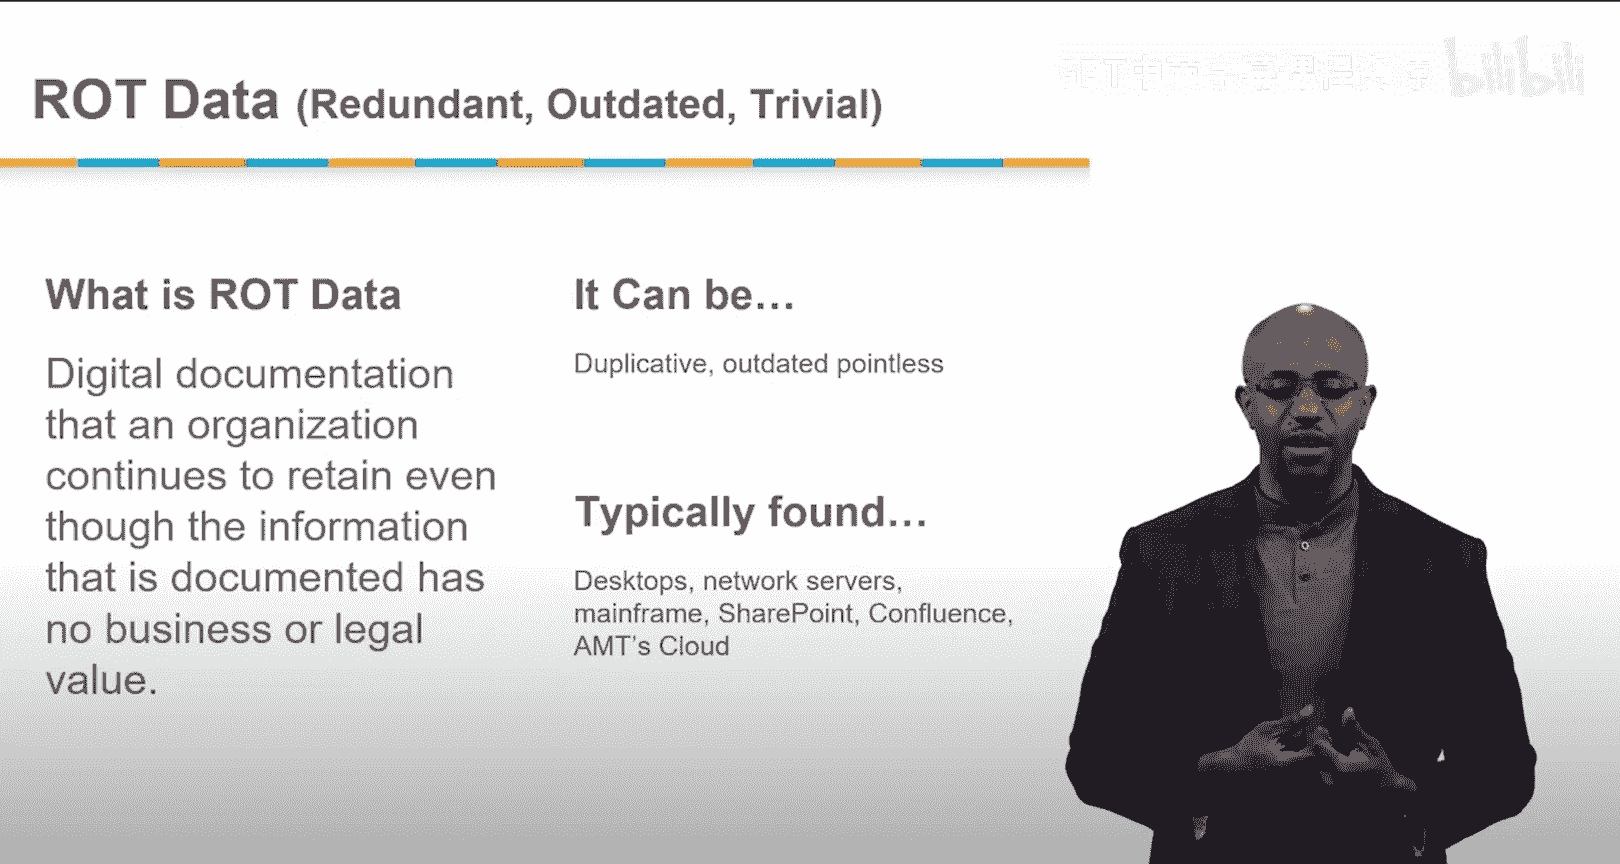 bilibili
ROT Data (Redundant, Outdated, Trivial)
What is ROT Data
Digital documentation
that an organization
continues to retain even
though the information
that is documented has
no business or legal
value.
It Can be…
Duplicative, outdated pointless
Typically found…
Desktops, network servers,
mainframe, SharePoint, Confluence,
AMT's Cloud